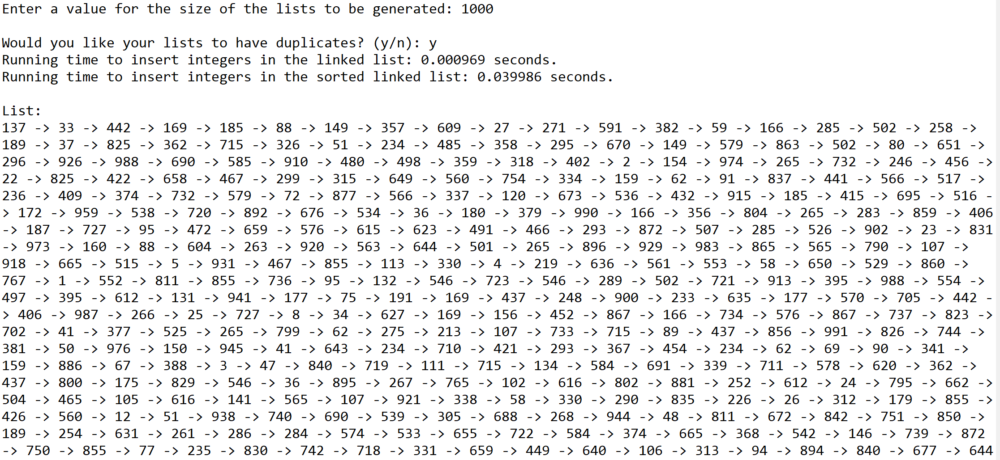 Enter a value for the size of the lists to be generated: 1000
Would you like your lists to have duplicates? (y/n): y
Running time to insert integers in the linked list: 0.000969 seconds.
Running time to insert integers in the sorted linked list: 0.039986 seconds.
List:
137 -> 33 -> 442 -> 169 -> 185 -> 88 -> 149 -> 357 -> 609 -> 27 -> 271 -> 591 -> 382 -> 59 -> 166 -> 285 -> 502 -> 258 ->
189 -> 37 -> 825 -> 362 -> 715 -> 326 -> 51 -> 234 -> 485 -> 358 -> 295 -> 670 -> 149 -> 579 -> 863 -> 502 -> 80 -> 651 ->
296 -> 926 -> 988 -> 690 -> 585 -> 910 -> 480 -> 498 -> 359 -> 318 -> 402 -> 2 -> 154 -> 974 -> 265 -> 732 -> 246 -> 456 ->
22 -> 825 -> 422 -> 658 -> 467 -> 299 -> 315 -> 649 -> 560 -> 754 -> 334 -> 159 -> 62 -> 91 -> 837 -> 441 -> 566 -> 517 ->
236 -> 409 -> 374 -> 732 -> 579 -> 72 -> 877 -> 566 -> 337 -> 120 -> 673 -> 536 -> 432 -> 915 -> 185 -> 415 -> 695 -> 516 -
> 172 -> 959 -> 538 -> 720 -> 892 -> 676 -> 534 -> 36 -> 180 -> 379 -> 990 -> 166 -> 356 -> 804 -> 265 -> 283 -> 859 -> 406
-> 187 -> 727 -> 95 -> 472 -> 659 -> 576 -> 615 -> 623 -> 491 -> 466 -> 293 -> 872 -> 507 -> 285 -> 526 -> 902 -> 23 -> 831
-> 973 -> 160 -> 88 -> 604 -> 263 -> 920 -> 563 -> 644 -> 501 -> 265 -> 896 -> 929 -> 983 -> 865 -> 565 -> 790 -> 107 ->
918 -> 665 -> 515 -> 5 -> 931 -> 467 -> 855 -> 113 -> 330 -> 4 -> 219 -> 636 -> 561 -> 553 -> 58 -> 650 -> 529 -> 860 ->
767 -> 1 -> 552 -> 811 -> 855 -> 736 -> 95 -> 132 -> 546 -> 723 -> 546 -> 289 -> 502 -> 721 -> 913 -> 395 -> 988 -> 554 ->
497 -> 395 -> 612 -> 131 -> 941 -> 177 -> 75 -> 191 -> 169 -> 437 -> 248 -> 900 -> 233 -> 635 -> 177 -> 570 -> 705 -> 442 -
> 406 -> 987 -> 266 -> 25 -> 727 -> 8 -> 34 -> 627 -> 169 -> 156 -> 452 -> 867 -> 166 -> 734 -> 576 -> 867 -> 737 -> 823 ->
702 -> 41 -> 377 -> 525 -> 265 -> 799 -> 62 -> 275 -> 213 -> 107 -> 733 -> 715 -> 89 -> 437 -> 856 -> 991 -> 826 -> 744 ->
381 -> 50 -> 976 -> 150 -> 945 -> 41 -> 643 -> 234 -> 710 -> 421 -> 293 -> 367 -> 454 -> 234 -> 62 -> 69 -> 90 -> 341 ->
159 -> 886 -> 67 -> 388 -> 3 -> 47 -> 840 -> 719 -> 111 -> 715 -> 134 -> 584 -> 691 -> 339 -> 711 -> 578 -> 620 -> 362 ->
437 -> 800 -> 175 -> 829 -> 546 -> 36 -> 895 -> 267 -> 765 -> 102 -> 616 -> 802 -> 881 -> 252 -> 612 -> 24 -> 795 -> 662 ->
504 -> 465 -> 105 -> 616 -> 141 -> 565 -> 107 -> 921 -> 338 -> 58 -> 330 -> 290 -> 835 -> 226 -> 26 -> 312 -> 179 -> 855 ->
426 -> 560 -> 12 -> 51 -> 938 -> 740 -> 690 -> 539 -> 305 -> 688 -> 268 -> 944 -> 48 -> 811 -> 672 -> 842 -> 751 -> 850 ->
189 -> 254 -> 631 -> 261 -> 286 -> 284 -> 574 -> 533 -> 655 -> 722 -> 584 -> 374 -> 665 -> 368 -> 542 -> 146 -> 739 -> 872
-> 750 -> 855 -> 77 -> 235 -> 830 -> 742 -> 718 -> 331 -> 659 -> 449 -> 640 -> 106 -> 313 -> 94 -> 894 -> 840 -> 677 -> 644